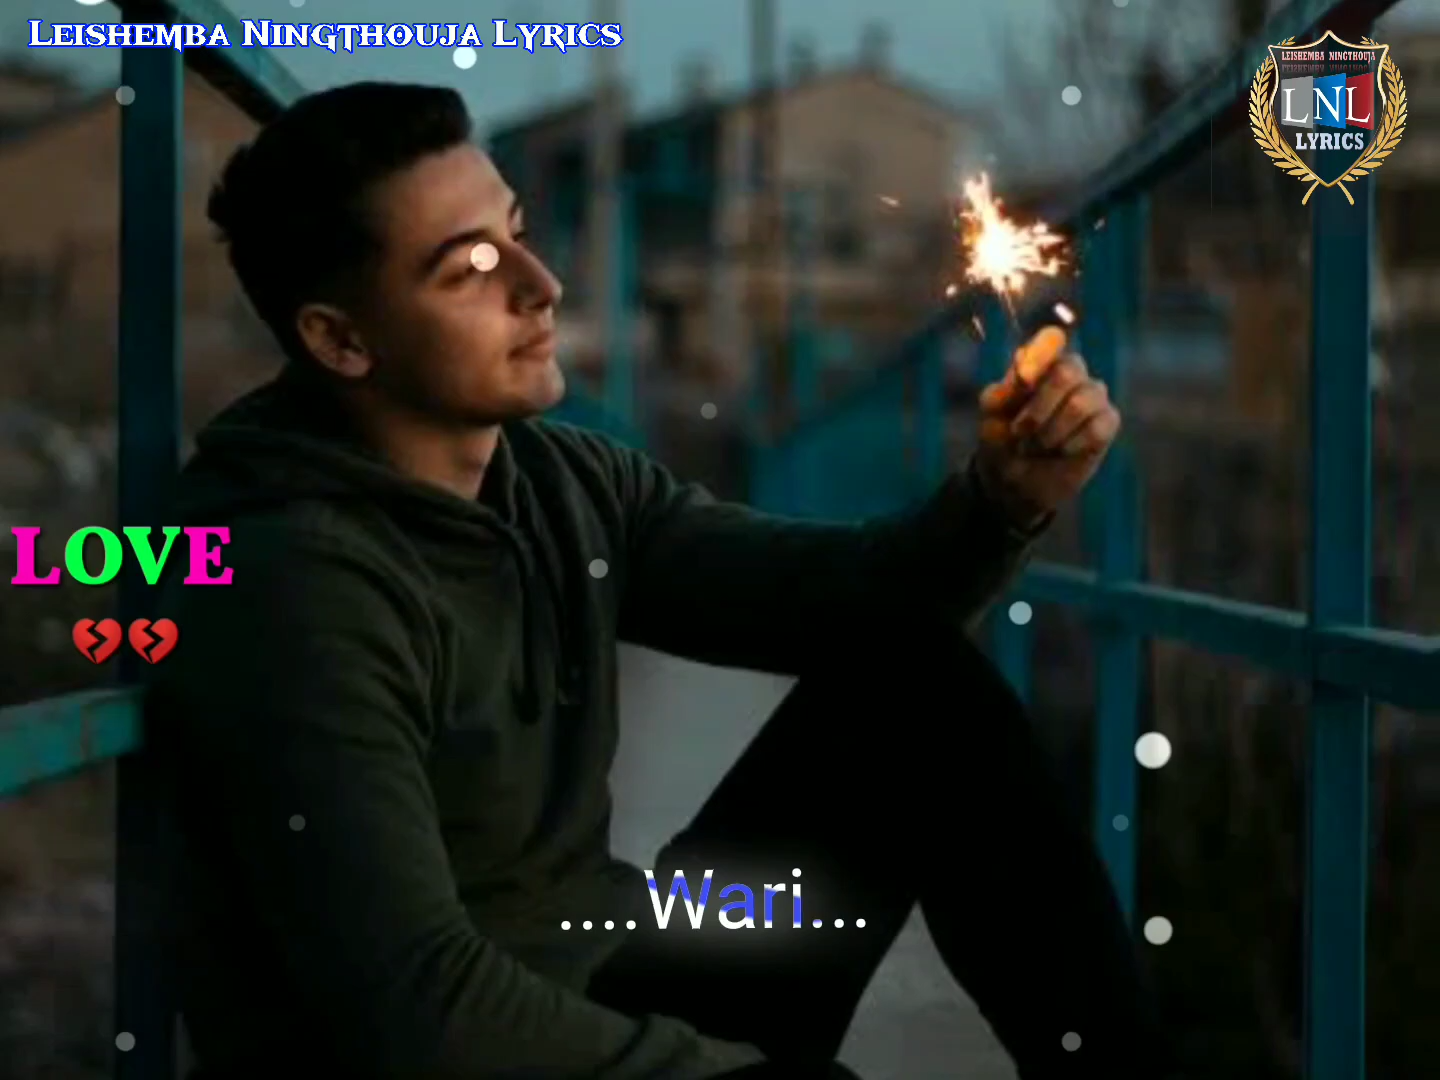 Leishemba Ningthouja Lyrics
LEISHEMBA NINGTHOUJA
LNL
LYRICS
LOVE
💔💔
....Wari...